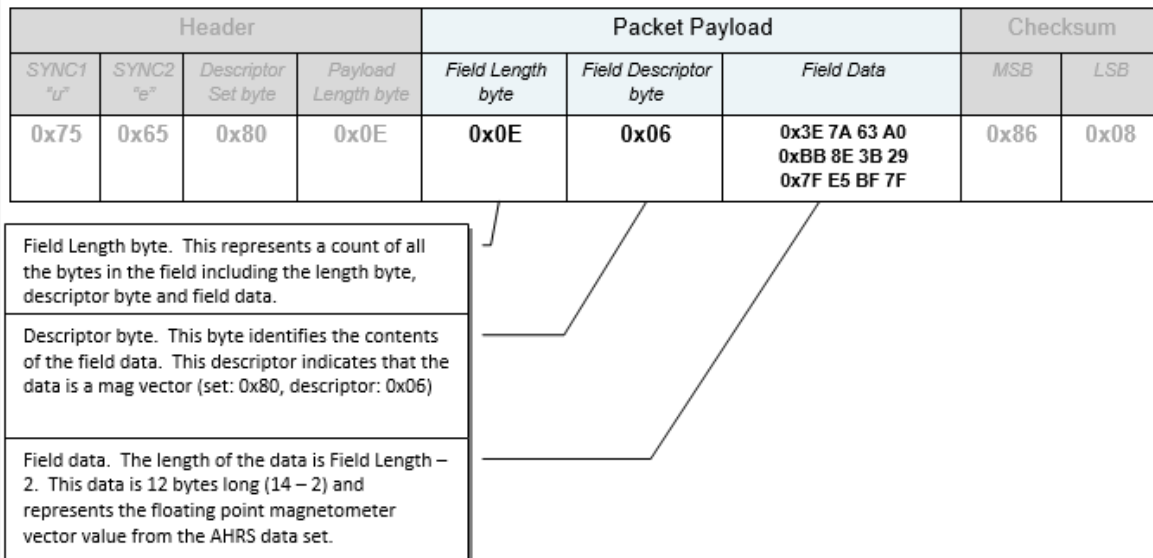 Header Packet Payload Checksum
SYNC1 "u" SYNC2 "e" Descriptor Set byte Payload Length byte Field Length byte Field Descriptor byte Field Data MSB LSB
0x75 0x65 0x80 0x0E 0x0E 0x06 0x3E 7A 63 A0 0x86 0x08
0xBB 8E 3B 29
0x7F E5 BF 7F
Field Length byte. This represents a count of all
the bytes in the field including the length byte,
descriptor byte and field data.
Descriptor byte. This byte identifies the contents
of the field data. This descriptor indicates that the
data is a mag vector (set: 0x80, descriptor: 0x06)
Field data. The length of the data is Field Length –
2. This data is 12 bytes long (14 – 2) and
represents the floating point magnetometer
vector value from the AHRS data set.